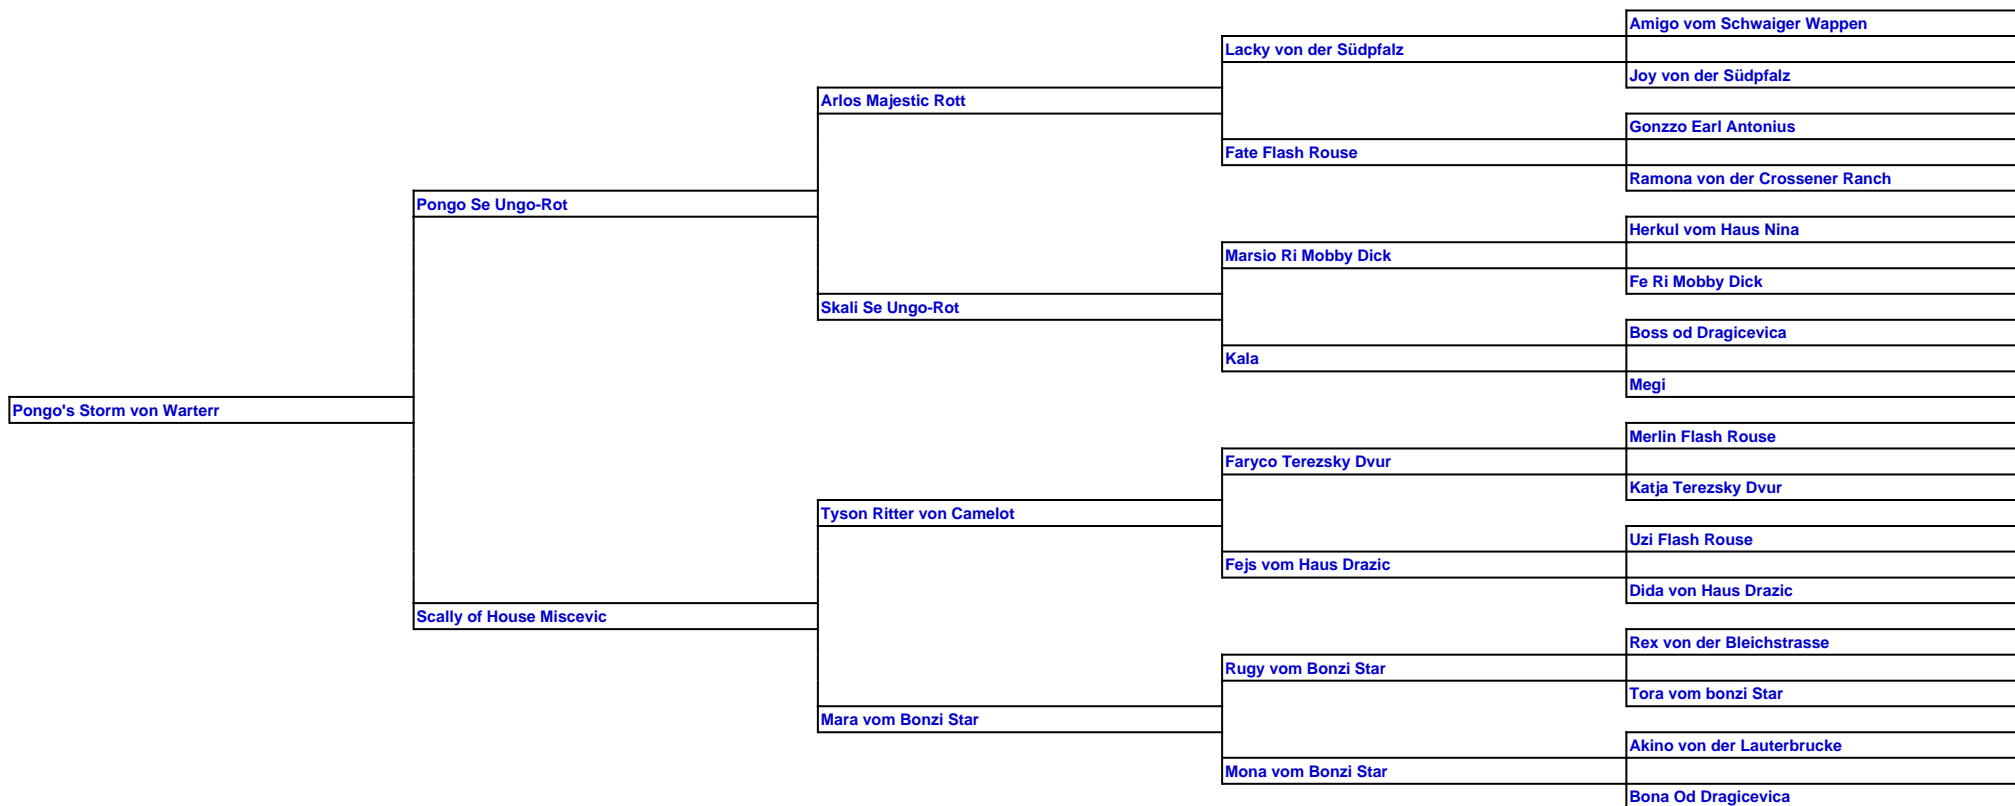 Amigo vom Schwaiger Wappen
Lacky von der Südpfalz
Joy von der Südpfalz
Arlos Majestic Rott
Gonzzo Earl Antonius
Fate Flash Rouse
Ramona von der Crossener Ranch
Pongo Se Ungo-Rot
Herkul vom Haus Nina
Marsio Ri Mobby Dick
Fe Ri Mobby Dick
Skali Se Ungo-Rot
Boss od Dragicevica
Kala
Megi
Pongo's Storm von Warterr
Merlin Flash Rouse
Faryco Terezsky Dvur
Katja Terezsky Dvur
Tyson Ritter von Camelot
Uzi Flash Rouse
Fejs vom Haus Drazic
Dida von Haus Drazic
Scally of House Miscevic
Rex von der Bleichstrasse
Rugy vom Bonzi Star
Tora vom bonzi Star
Mara vom Bonzi Star
Akino von der Lauterbrucke
Mona vom Bonzi Star
Bona Od Dragicevica